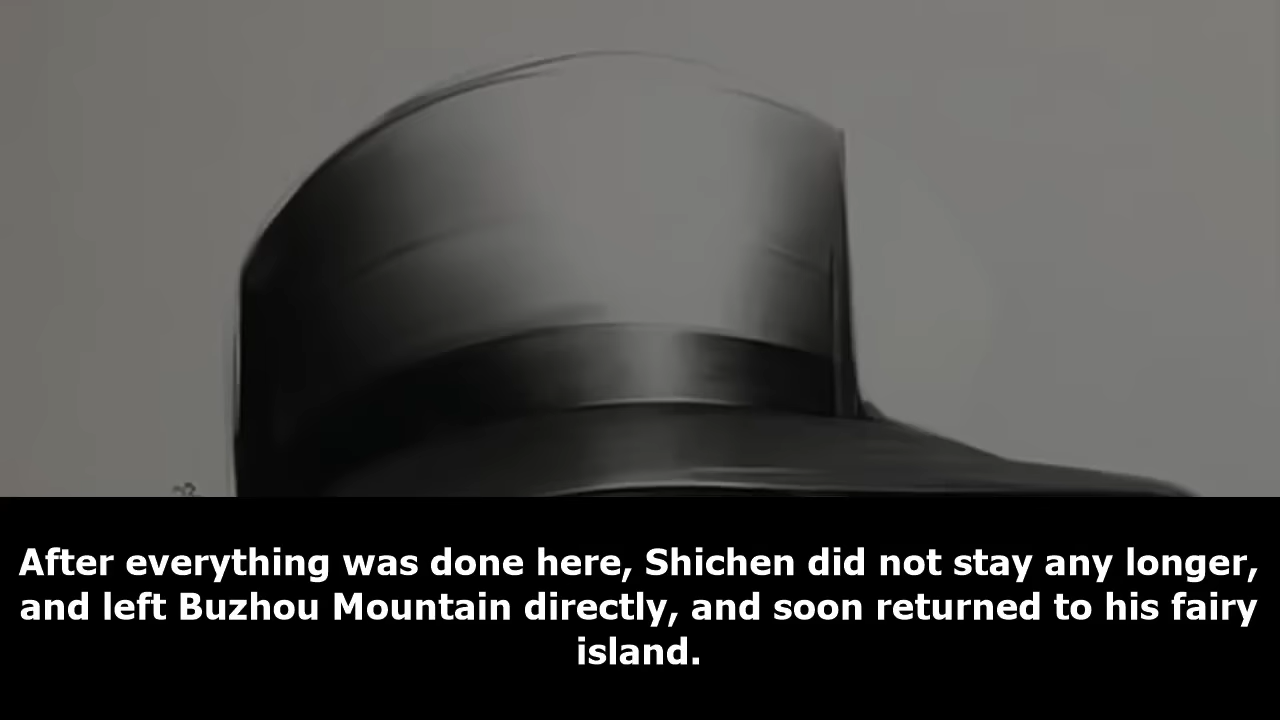 After everything was done here, Shichen did not stay any longer,
and left Buzhou Mountain directly, and soon returned to his fairy
island.